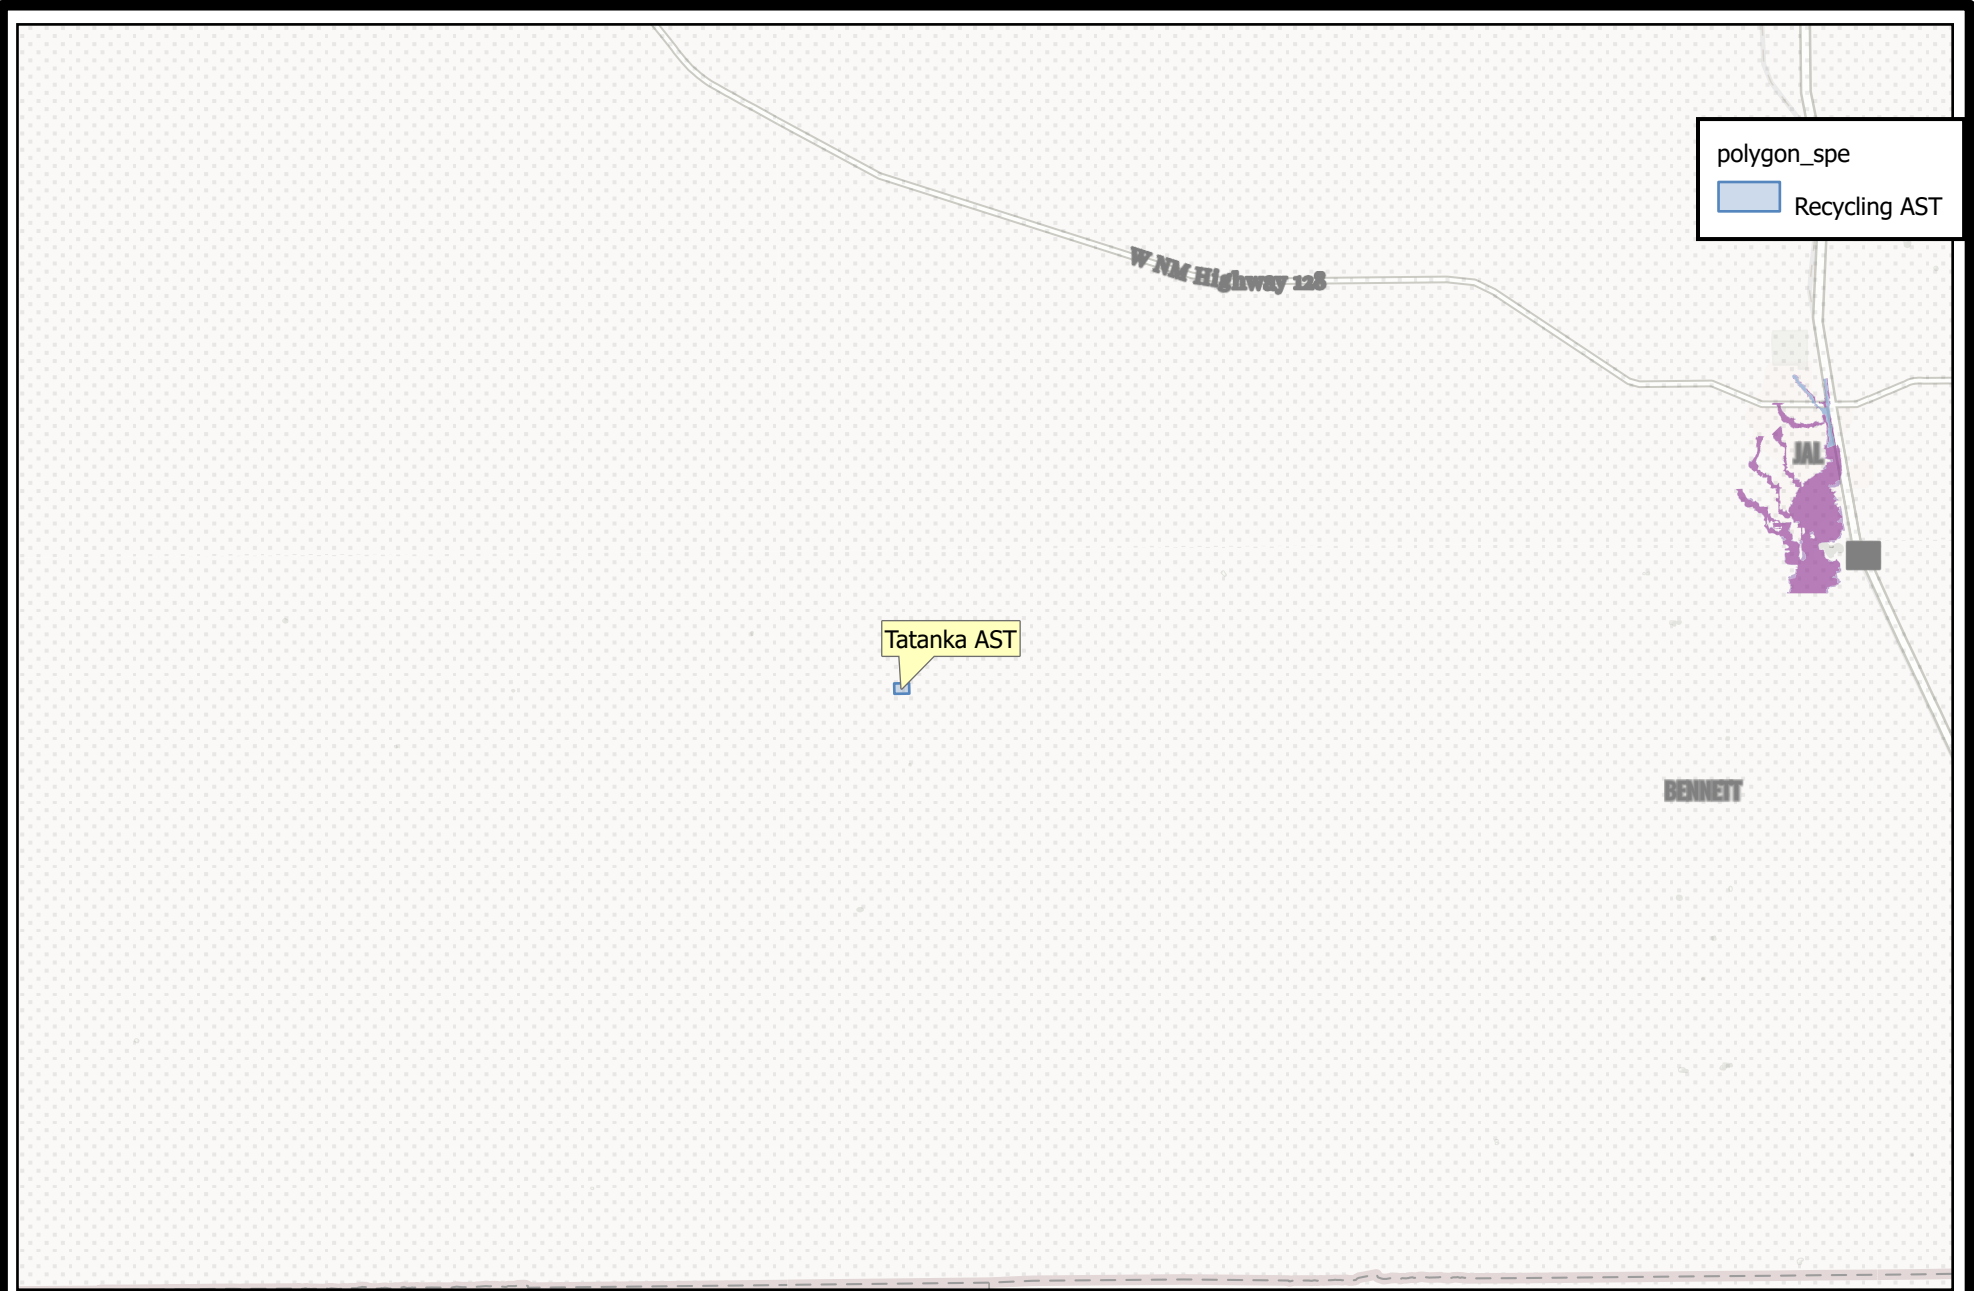 polygon_spe
Recycling AST
W NM Highway 128
JAL
Tatanka AST
BENNETT